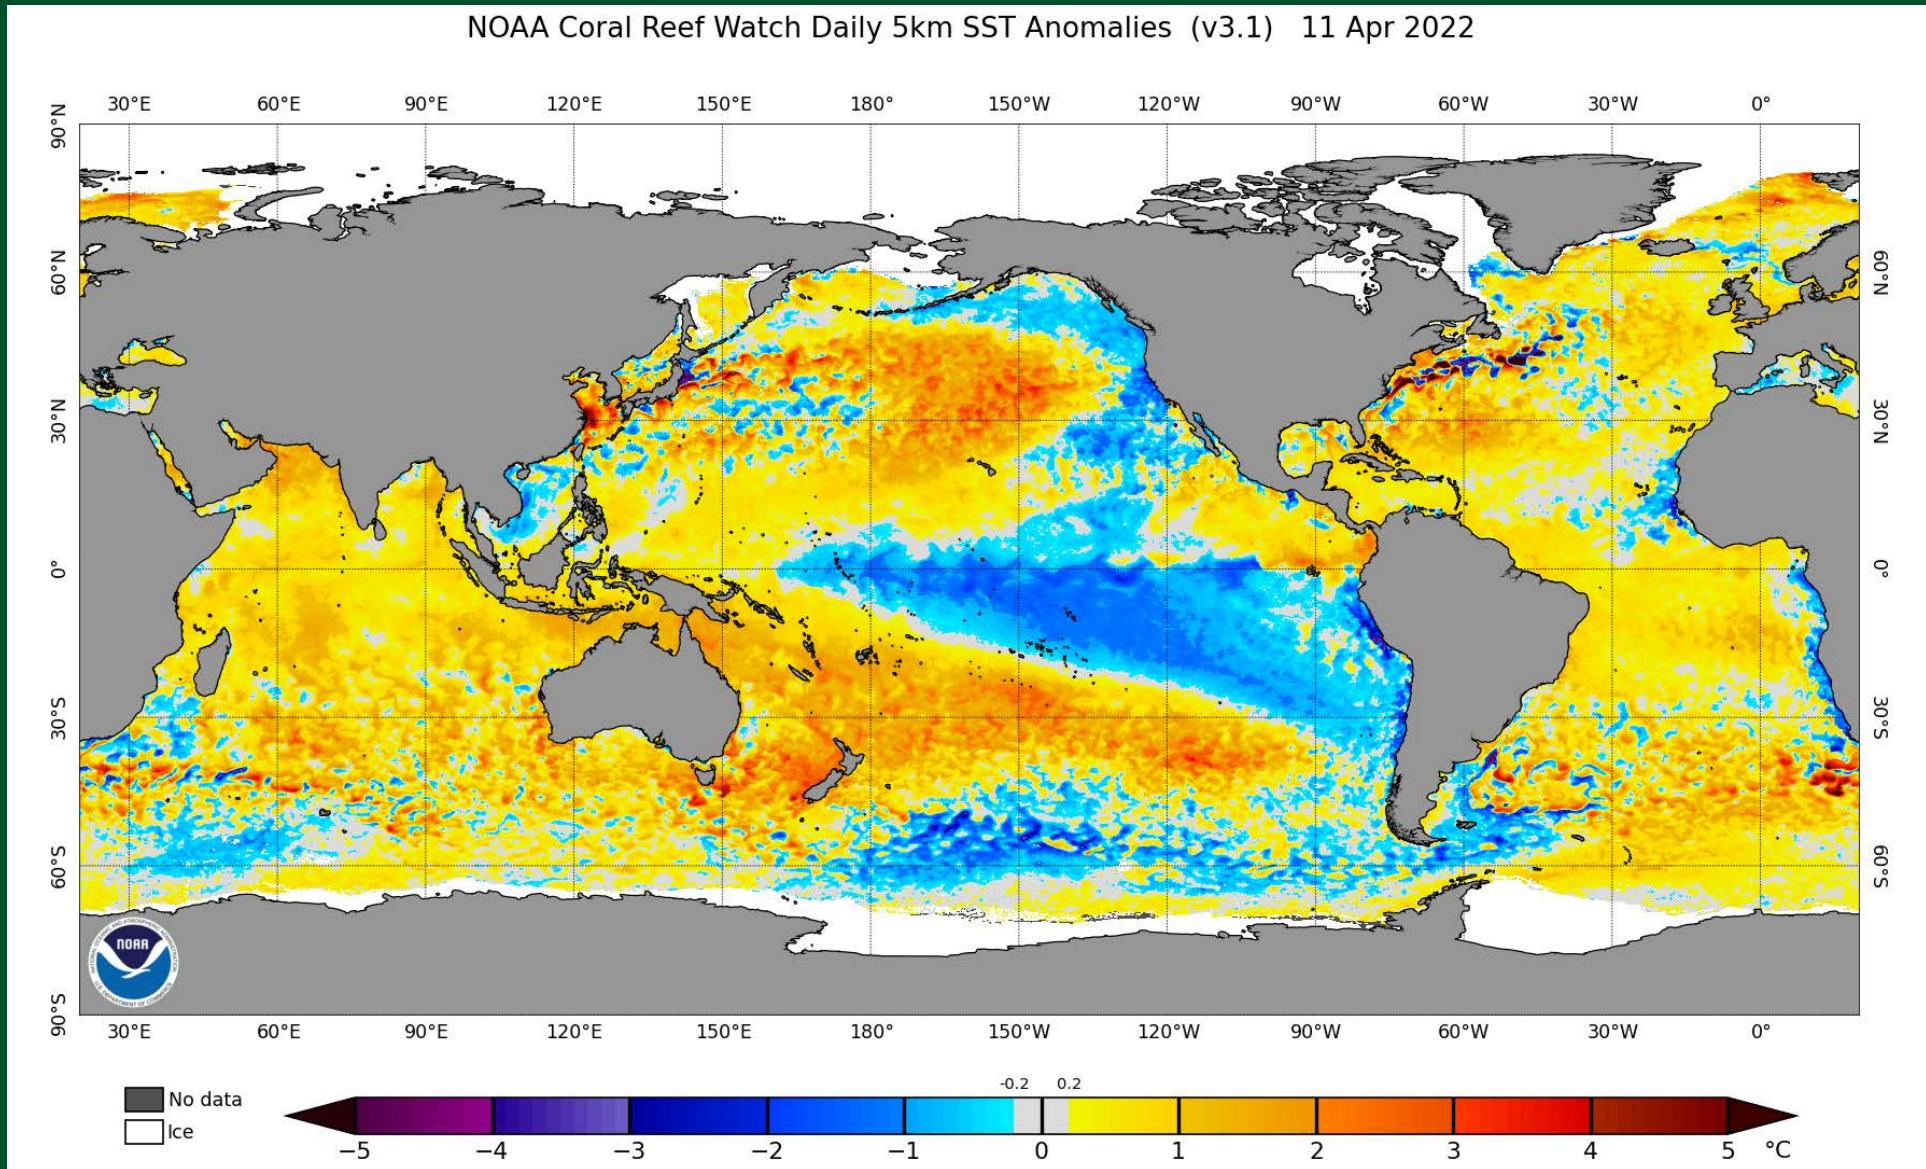 NOAA Coral Reef Watch Daily 5km SST Anomalies (v3.1) 11 Apr 2022
30°E 60°E 90°E 120°E 150°E 180° 150°W 120°W 90°W 60°W 30°W 0°
90°N
60°N 60°N
30°N 30°N
0° 0°
30°S 30°S
60°S 60°S
NOAA
90°S
30°E 60°E 90°E 120°E 150°E 180° 150°W 120°W 90°W 60°W 30°W 0°
-0.2 0.2
No data
Ice
−5 −4 −3 −2 −1 0 1 2 3 4 5 °C